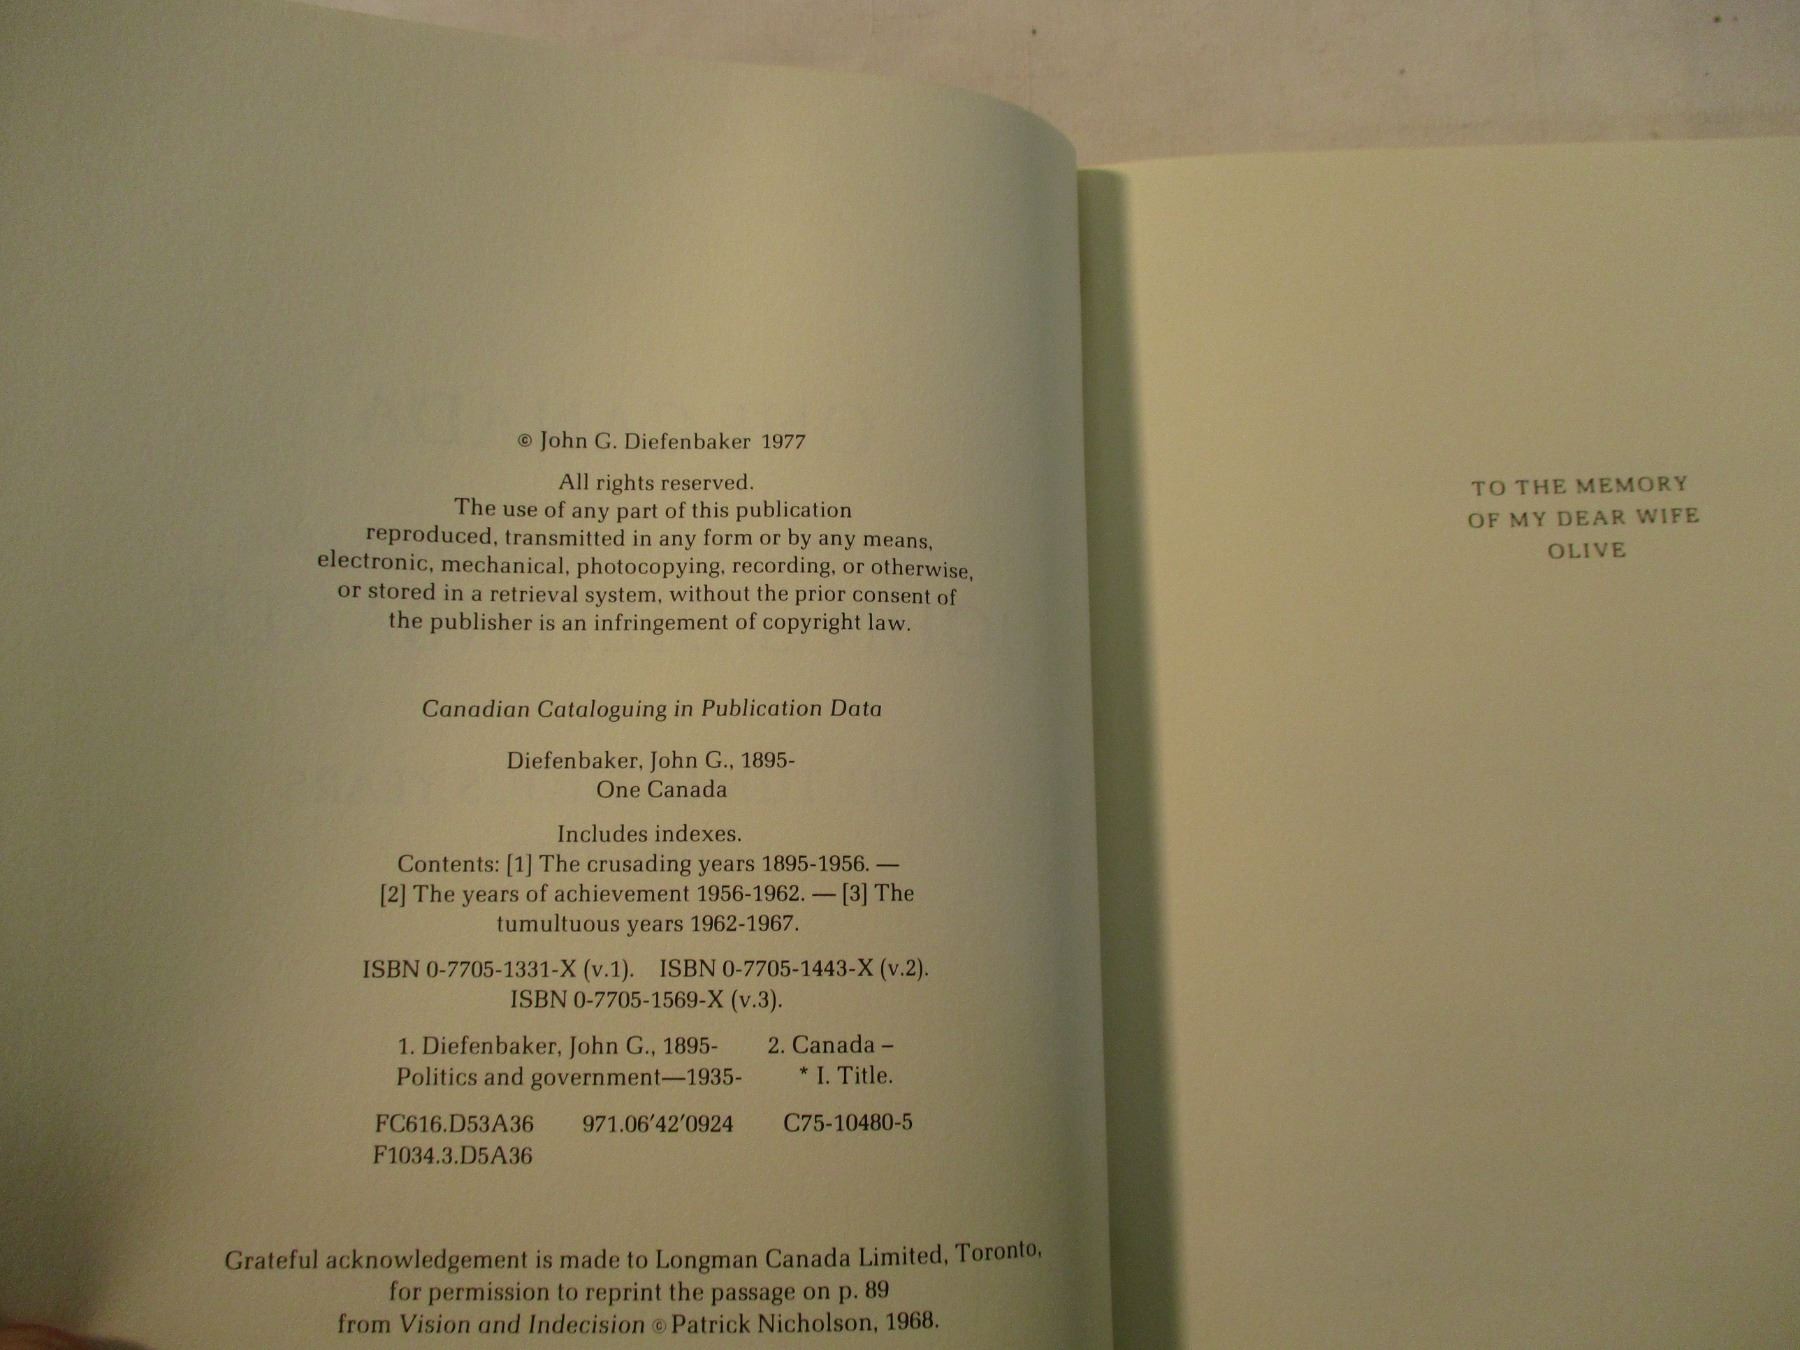 © John G. Diefenbaker 1977
All rights reserved.
The use of any part of this publication
reproduced, transmitted in any form or by any means,
electronic, mechanical, photocopying, recording, or otherwise,
or stored in a retrieval system, without the prior consent of
the publisher is an infringement of copyright law.
Canadian Cataloguing in Publication Data
Diefenbaker, John G., 1895-
One Canada
Includes indexes.
Contents: [1] The crusading years 1895-1956. —
[2] The years of achievement 1956-1962. — [3] The
tumultuous years 1962-1967.
ISBN 0-7705-1331-X (v.1). ISBN 0-7705-1443-X (v.2).
ISBN 0-7705-1569-X (v.3).
1. Diefenbaker, John G., 1895- 2. Canada –
Politics and government—1935- * I. Title.
FC616.D53A36 971.06′42′0924 C75-10480-5
F1034.3.D5A36
Grateful acknowledgement is made to Longman Canada Limited, Toronto,
for permission to reprint the passage on p. 89
from Vision and Indecision © Patrick Nicholson, 1968.
TO THE MEMORY
OF MY DEAR WIFE
OLIVE